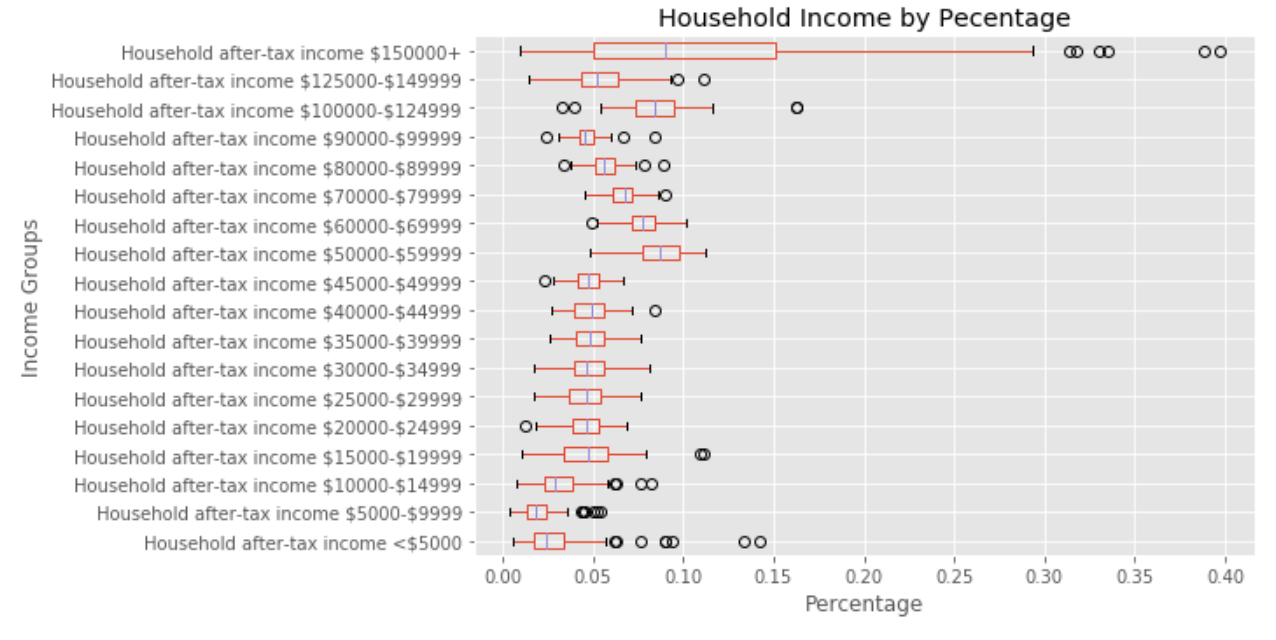 Household Income by Pecentage
Income Groups
Household after-tax income $150000+
Household after-tax income $125000-$149999
Household after-tax income $100000-$124999
Household after-tax income $90000-$99999
Household after-tax income $80000-$89999
Household after-tax income $70000-$79999
Household after-tax income $60000-$69999
Household after-tax income $50000-$59999
Household after-tax income $45000-$49999
Household after-tax income $40000-$44999
Household after-tax income $35000-$39999
Household after-tax income $30000-$34999
Household after-tax income $25000-$29999
Household after-tax income $20000-$24999
Household after-tax income $15000-$19999
Household after-tax income $10000-$14999
Household after-tax income $5000-$9999
Household after-tax income <$5000
0.00 0.05 0.10 0.15 0.20 0.25 0.30 0.35 0.40
Percentage